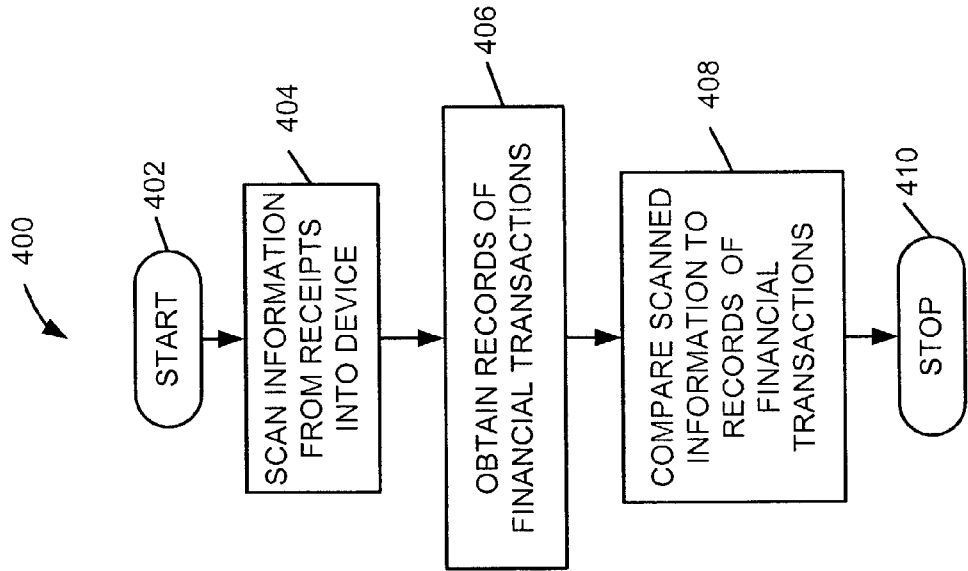 400
START
402
SCAN INFORMATION
FROM RECEIPTS
INTO DEVICE
404
OBTAIN RECORDS OF
FINANCIAL TRANSACTIONS
406
COMPARE SCANNED
INFORMATION TO
RECORDS OF
FINANCIAL
TRANSACTIONS
408
STOP
410